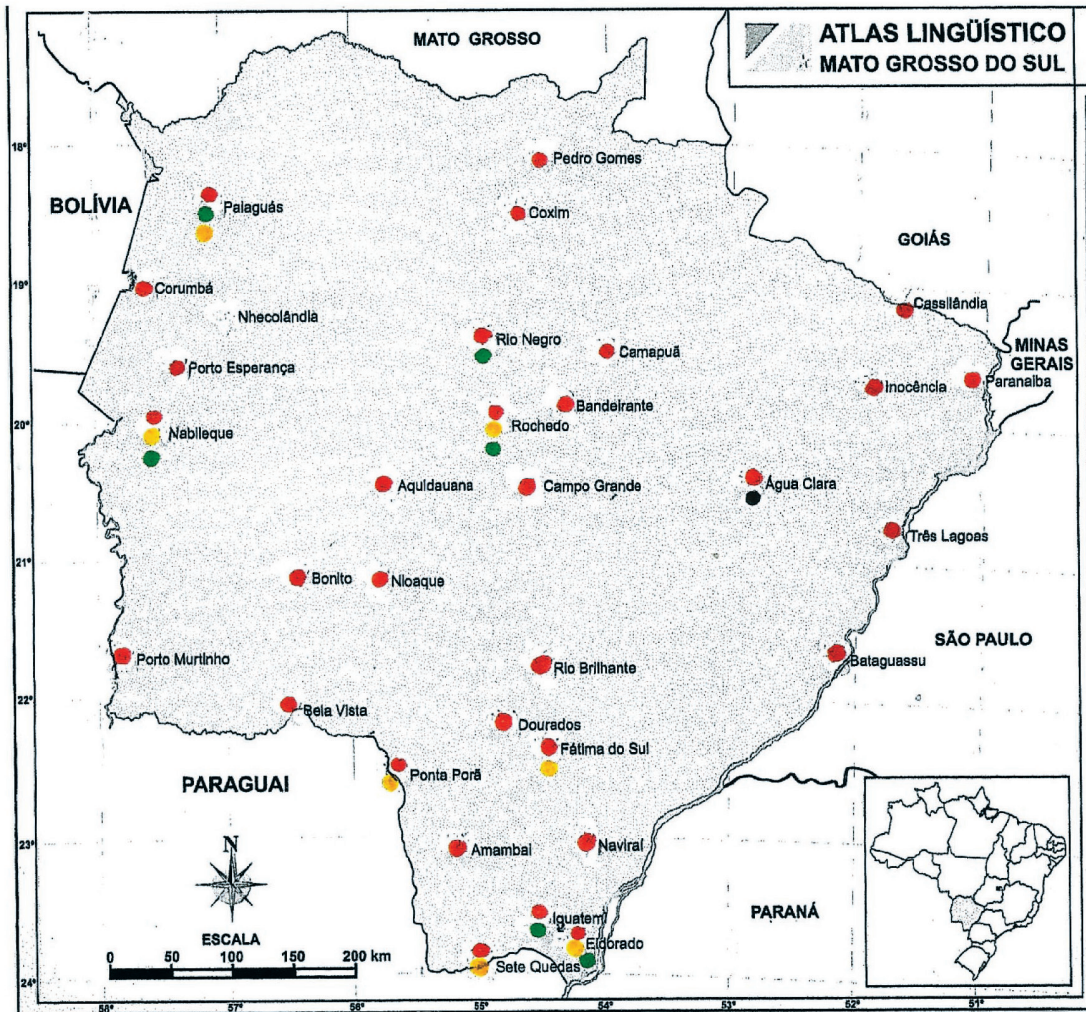 MATO GROSSO
ATLAS LINGÜÍSTICO
MATO GROSSO DO SUL
18°
Pedro Gomes
BOLÍVIA
Paiaguás
Coxim
GOIÁS
19°
Corumbá
Nhecolândia
Cassilândia
Rio Negro
Camapuã
MINAS
GERAIS
Porto Esperança
Inocência
Paranaiba
Bandeirante
20°
Nabileque
Rochedo
Aquidauana
Campo Grande
Água Clara
Três Lagoas
21°
Bonito
Nioaque
SÃO PAULO
Porto Murtinho
Rio Brilhante
Bataguassu
22°
Bela Vista
Dourados
Fátima do Sul
PARAGUAI
Ponta Porã
23°
N
Amambai
Naviraí
PARANÁ
Iguatemi
ESCALA
Eldorado
0 50 100 150 200 km
Sete Quedas
24°
58° 57° 56° 55° 54° 53° 52° 51°